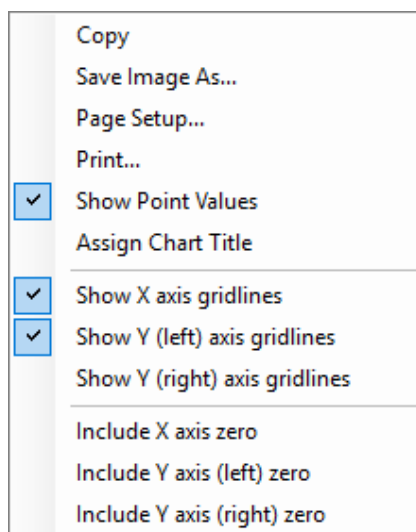 Copy
Save Image As...
Page Setup...
Print...
Show Point Values
Assign Chart Title
Show X axis gridlines
Show Y (left) axis gridlines
Show Y (right) axis gridlines
Include X axis zero
Include Y axis (left) zero
Include Y axis (right) zero